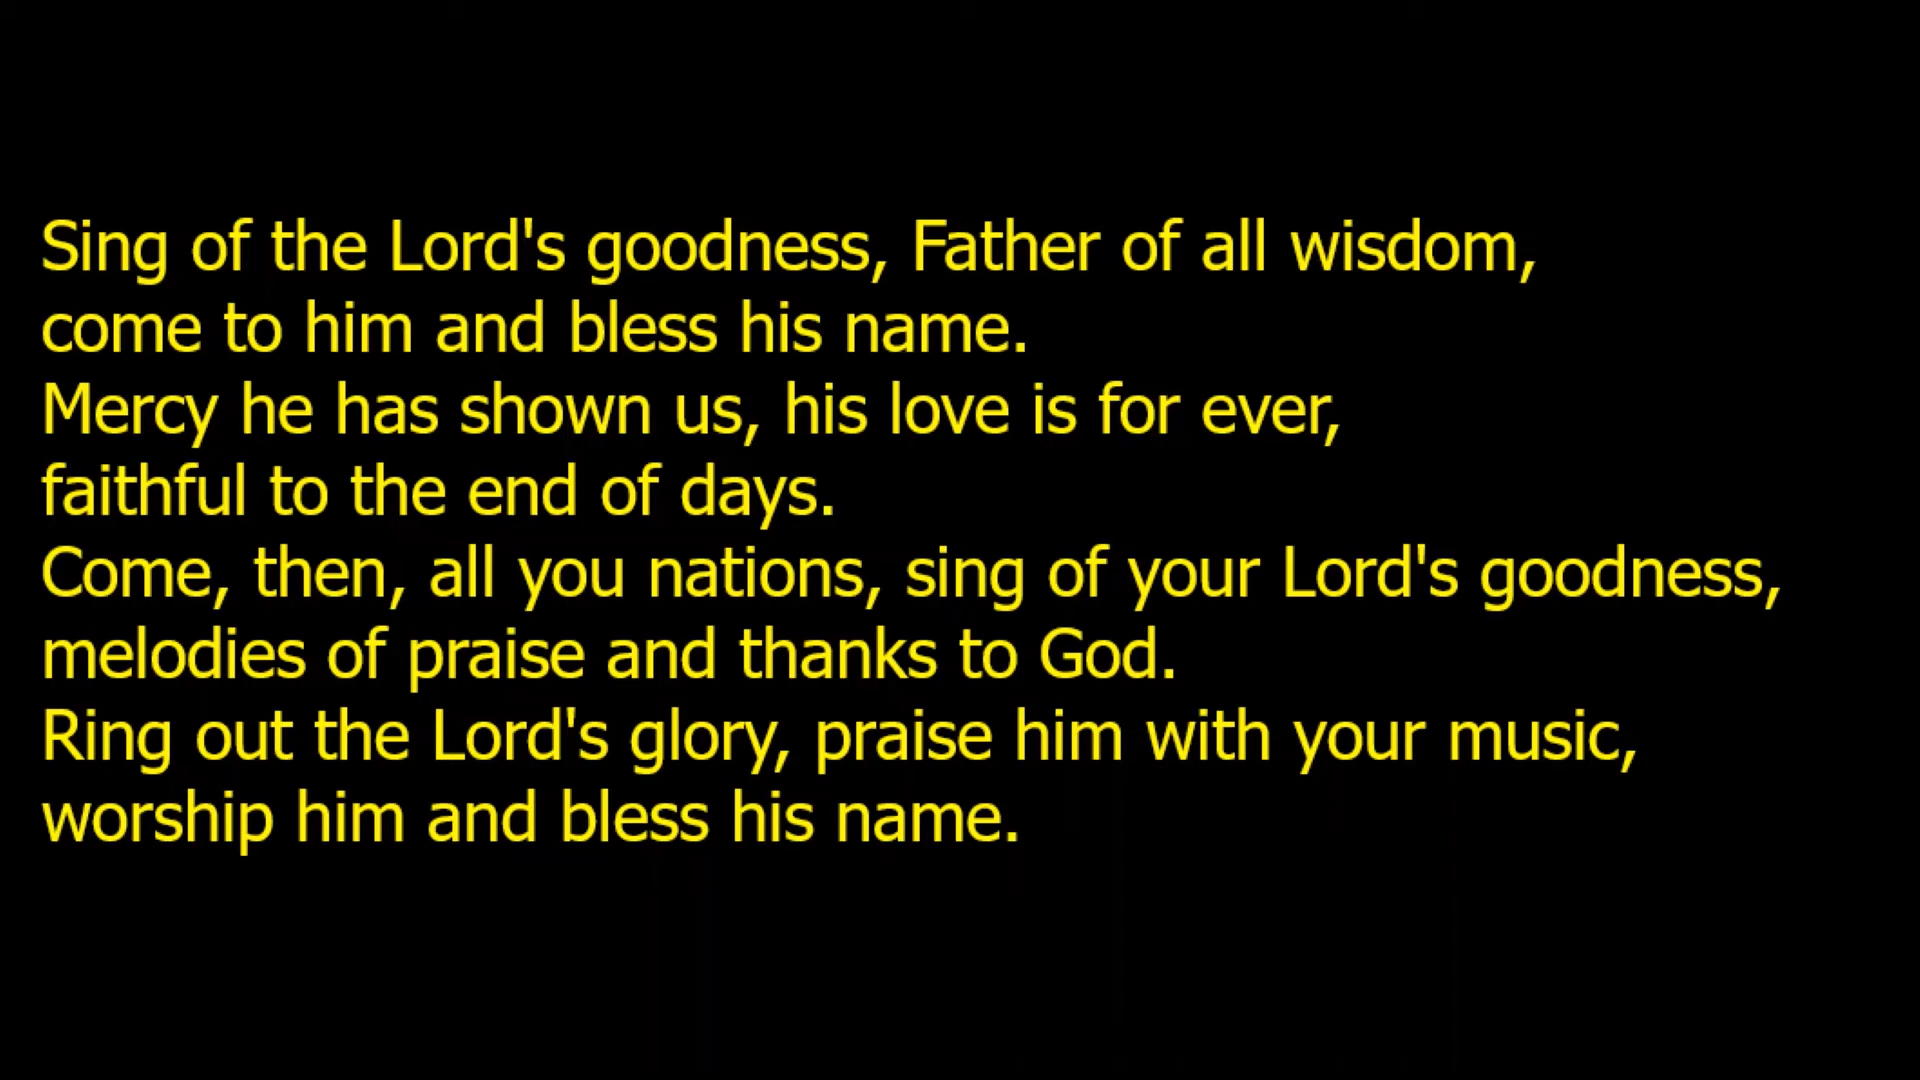 Sing of the Lord's goodness, Father of all wisdom,
come to him and bless his name.
Mercy he has shown us, his love is for ever,
faithful to the end of days.
Come, then, all you nations, sing of your Lord's goodness,
melodies of praise and thanks to God.
Ring out the Lord's glory, praise him with your music,
worship him and bless his name.